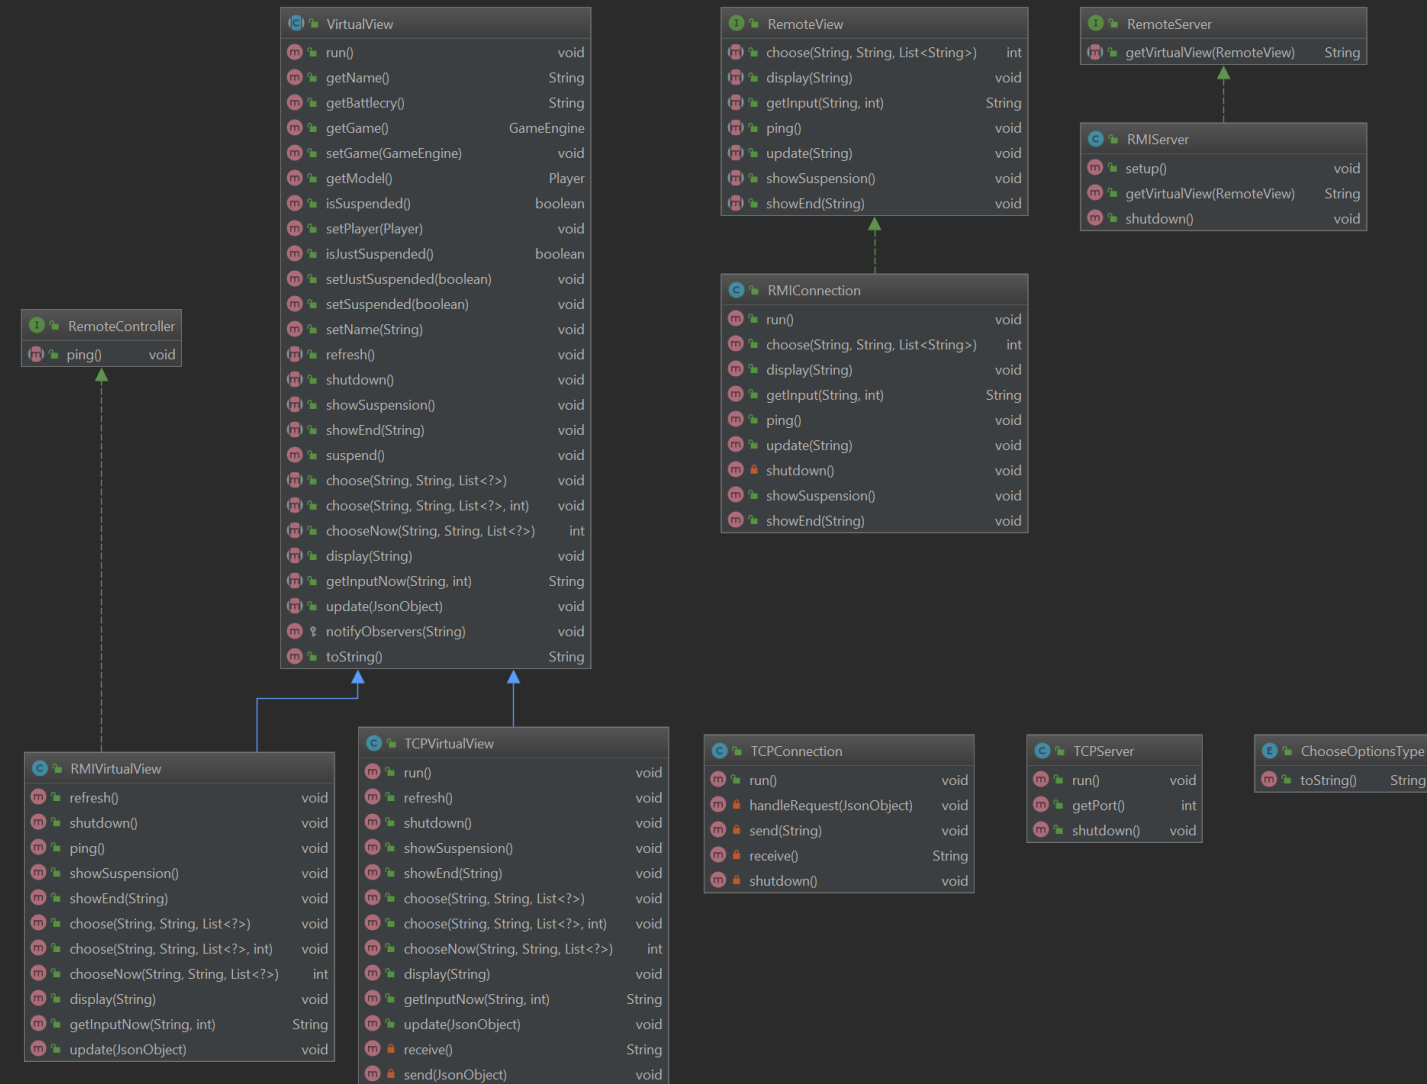 VirtualView
run() void
getName() String
getBattlecry() String
getGame() GameEngine
setGame(GameEngine) void
getModel() Player
isSuspended() boolean
setPlayer(Player) void
isJustSuspended() boolean
setJustSuspended(boolean) void
setSuspended(boolean) void
setName(String) void
refresh() void
shutdown() void
showSuspension() void
showEnd(String) void
suspend() void
choose(String, String, List<?>) void
choose(String, String, List<?>, int) void
chooseNow(String, String, List<?>) int
display(String) void
getInputNow(String, int) String
update(JsonObject) void
notifyObservers(String) void
toString() String
RemoteView
choose(String, String, List<String>) int
display(String) void
getInput(String, int) String
ping() void
update(String) void
showSuspension() void
showEnd(String) void
RemoteServer
getVirtualView(RemoteView) String
RMIServer
setup() void
getVirtualView(RemoteView) String
shutdown() void
RMIConnection
run() void
choose(String, String, List<String>) int
display(String) void
getInput(String, int) String
ping() void
update(String) void
shutdown() void
showSuspension() void
showEnd(String) void
RemoteController
ping() void
RMIVirtualView
refresh() void
shutdown() void
ping() void
showSuspension() void
showEnd(String) void
choose(String, String, List<?>) void
choose(String, String, List<?>, int) void
chooseNow(String, String, List<?>) int
display(String) void
getInputNow(String, int) String
update(JsonObject) void
TCPVirtualView
run() void
refresh() void
shutdown() void
showSuspension() void
showEnd(String) void
choose(String, String, List<?>) void
choose(String, String, List<?>, int) void
chooseNow(String, String, List<?>) int
display(String) void
getInputNow(String, int) String
update(JsonObject) void
receive() String
send(JsonObject) void
TCPConnection
run() void
handleRequest(JsonObject) void
send(String) void
receive() String
shutdown() void
TCPServer
run() void
getPort() int
shutdown() void
ChooseOptionsType
toString() String